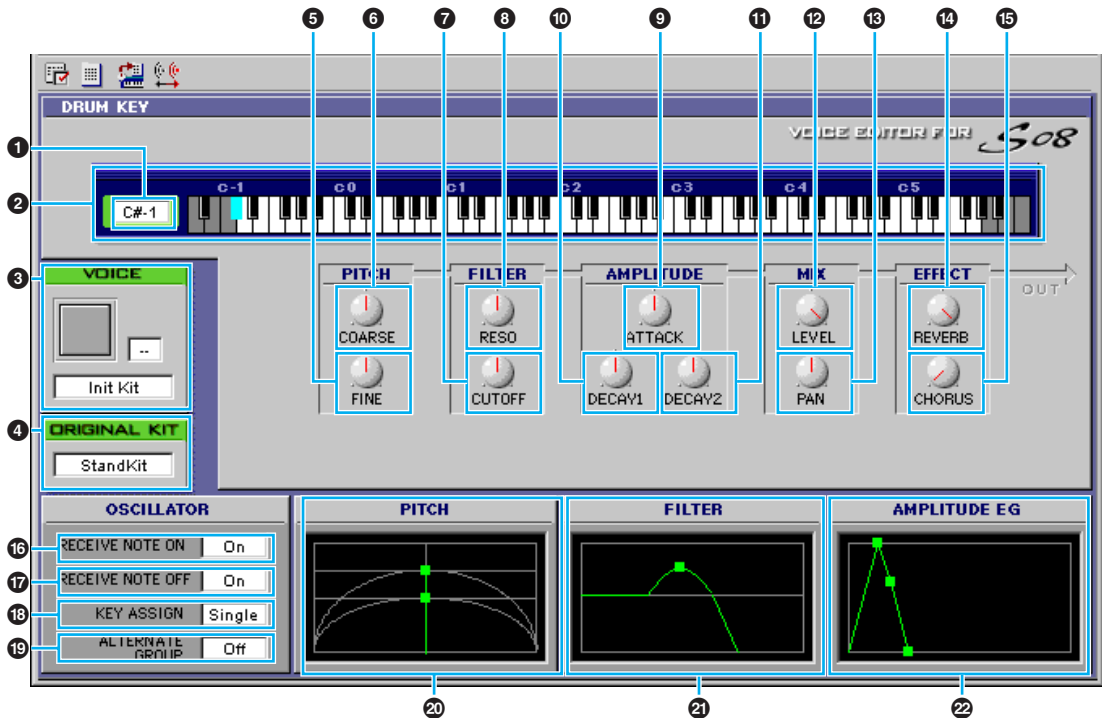 5 6 7 8 10 9 11 12 13 14 15
DRUM KEY
VOICE EDITOR FOR S08
1
C-1 C0 C1 C2 C3 C4 C5
2
C#-1
3
VOICE
--
Init Kit
PITCH FILTER AMPLITUDE MIX EFFECT
OUT
COARSE RESO ATTACK LEVEL REVERB
FINE CUTOFF DECAY1 DECAY2 PAN CHORUS
4
ORIGINAL KIT
StandKit
OSCILLATOR
16 RECEIVE NOTE ON On
17 RECEIVE NOTE OFF On
18 KEY ASSIGN Single
19 ALTERNATE GROUP Off
PITCH FILTER AMPLITUDE EG
20 21 22